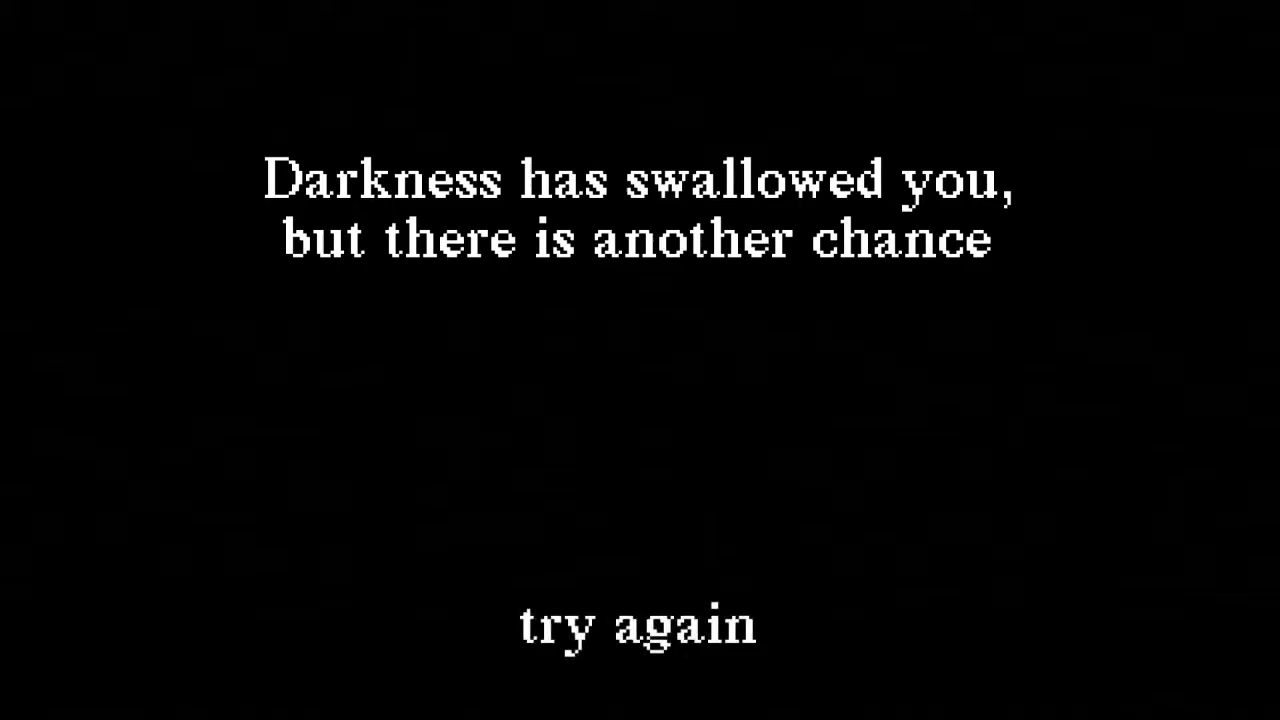 Darkness has swallowed you,
but there is another chance
try again